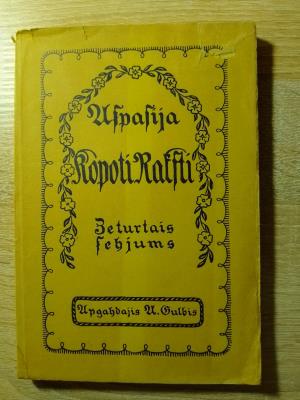 Aſpaſija
Kopoti Rakſti
Zeturtais
ſehjums
Apgahdajis A. Gulbis